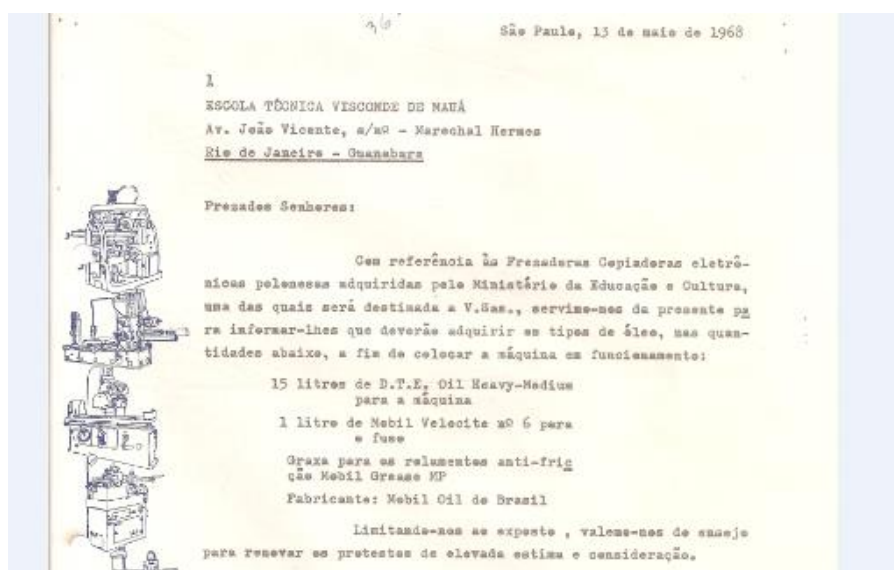 36
São Paulo, 13 de maio de 1968
1
ESCOLA TÉCNICA VISCONDE DE MAUÁ
Av. João Vicente, s/nº - Marechal Hermes
Rio de Janeiro - Guanabara
Prezados Senhores:
Com referência às Fresadoras Copiadoras eletrô-
nicas polonesas adquiridas pelo Ministério da Educação e Cultura,
uma das quais será destinada a V.Sas., servimo-nos da presente pa
ra informar-lhes que deverão adquirir os tipos de óleo, nas quan-
tidades abaixo, a fim de colocar a máquina em funcionamento:
15 litros de D.T.E. Oil Heavy-Medium
para a máquina
1 litro de Mobil Velocite nº 6 para
o fuso
Graxa para os rolamentos anti-fric
ção Mobil Grease MP
Fabricante: Mobil Oil do Brasil
Limitando-nos ao exposto , valemo-nos do ensejo
para renovar os protestos de elevada estima e consideração.